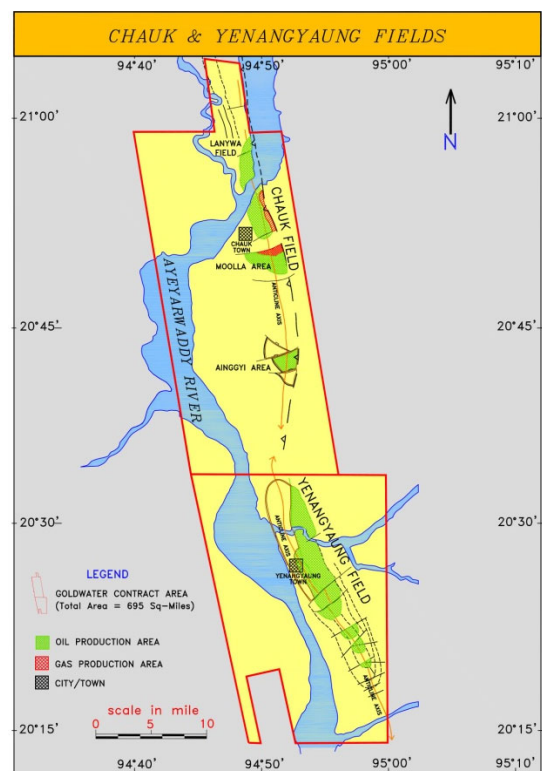 CHAUK & YENANGYAUNG FIELDS
94°40' 94°50' 95°00' 95°10'
21°00' 21°00'
N
LANYWA
FIELD
CHAUK FIELD
CHAUK
TOWN
MOOLLA AREA
ANTICLINE AXIS
AYEYARWADDY RIVER
20°45' 20°45'
AINGGYI AREA
YENANGYAUNG FIELD
20°30' 20°30'
ANTICLINE AXIS
YENANGYAUNG
TOWN
ANTICLINE AXIS
LEGEND
GOLDWATER CONTRACT AREA
(Total Area = 695 Sq-Miles)
OIL PRODUCTION AREA
GAS PRODUCTION AREA
CITY/TOWN
scale in mile
0 5 10
20°15' 20°15'
94°40' 94°50' 95°00' 95°10'